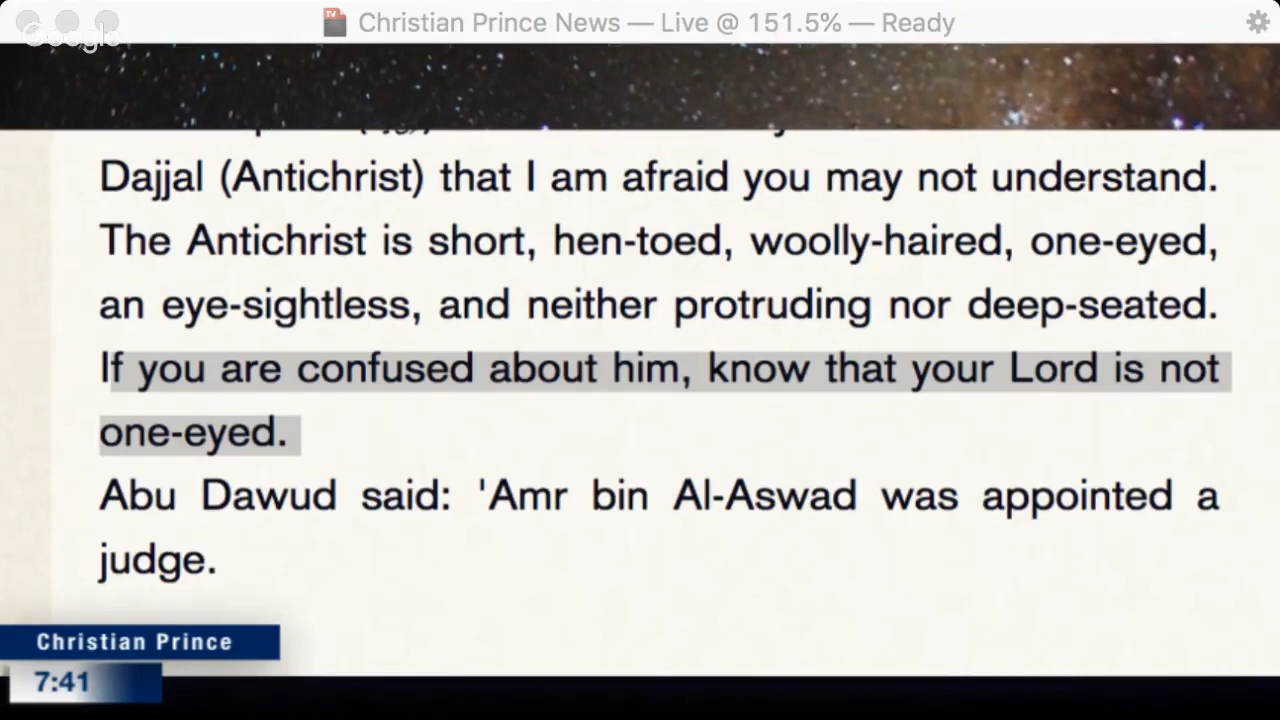 TV
Christian Prince News — Live @ 151.5% — Ready
Google
Dajjal (Antichrist) that I am afraid you may not understand.
The Antichrist is short, hen-toed, woolly-haired, one-eyed,
an eye-sightless, and neither protruding nor deep-seated.
If you are confused about him, know that your Lord is not
one-eyed.
Abu Dawud said: 'Amr bin Al-Aswad was appointed a
judge.
Christian Prince
7:41